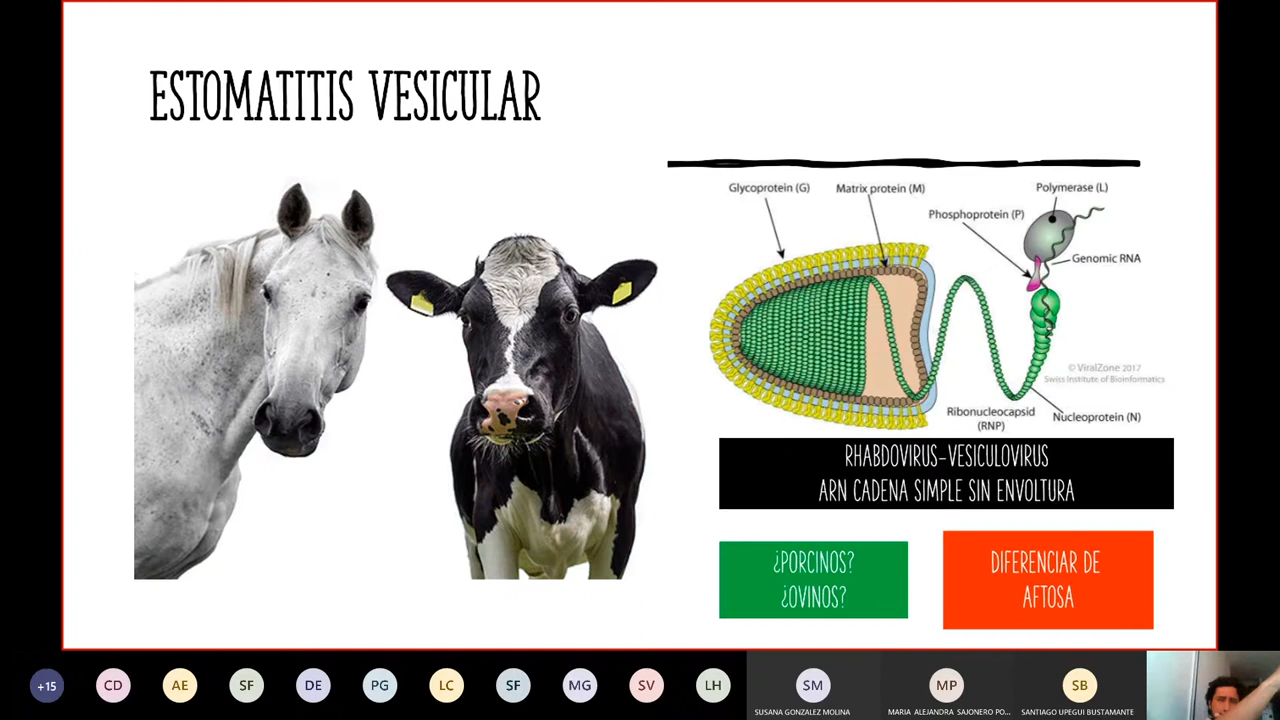 ESTOMATITIS VESICULAR
Glycoprotein (G)
Matrix protein (M)
Polymerase (L)
Phosphoprotein (P)
Genomic RNA
© ViralZone 2017
Swiss Institute of Bioinformatics
Ribonucleocapsid
(RNP)
Nucleoprotein (N)
RHABDOVIRUS-VESICULOVIRUS
ARN CADENA SIMPLE SIN ENVOLTURA
¿PORCINOS?
¿OVINOS?
DIFERENCIAR DE
AFTOSA
+15
CD
AE
SF
DE
PG
LC
SF
MG
SV
LH
SM
MP
SB
SUSANA GONZALEZ MOLINA
MARIA ALEJANDRA SAJONERO PO...
SANTIAGO UPEGUI BUSTAMANTE